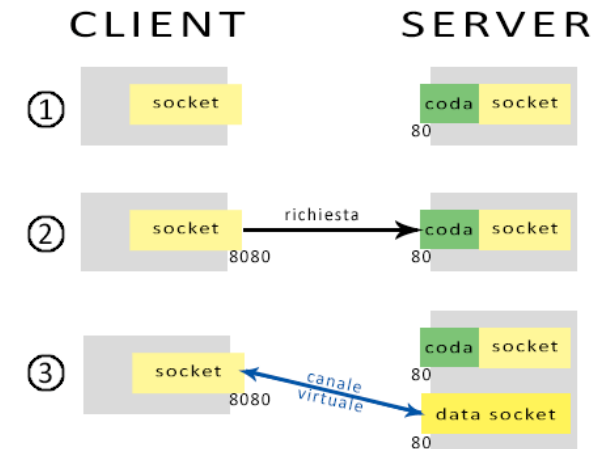 CLIENT SERVER
1 socket coda socket
80
2 socket richiesta coda socket
8080 80
3 socket canale virtuale coda socket
80
8080
data socket
80